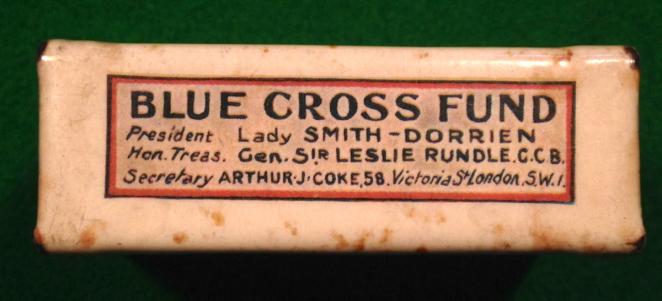 BLUE CROSS FUND
President Lady SMITH-DORRIEN
Hon. Treas. Gen. SIR LESLIE RUNDLE.G.C.B.
Secretary ARTHUR.J.COKE,58.Victoria St London.S.W.1.